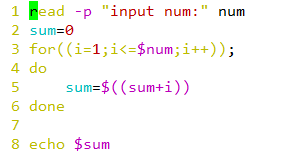 1 read -p "input num:" num
2 sum=0
3 for((i=1;i<=$num;i++));
4 do
5     sum=$((sum+i))
6 done
7
8 echo $sum